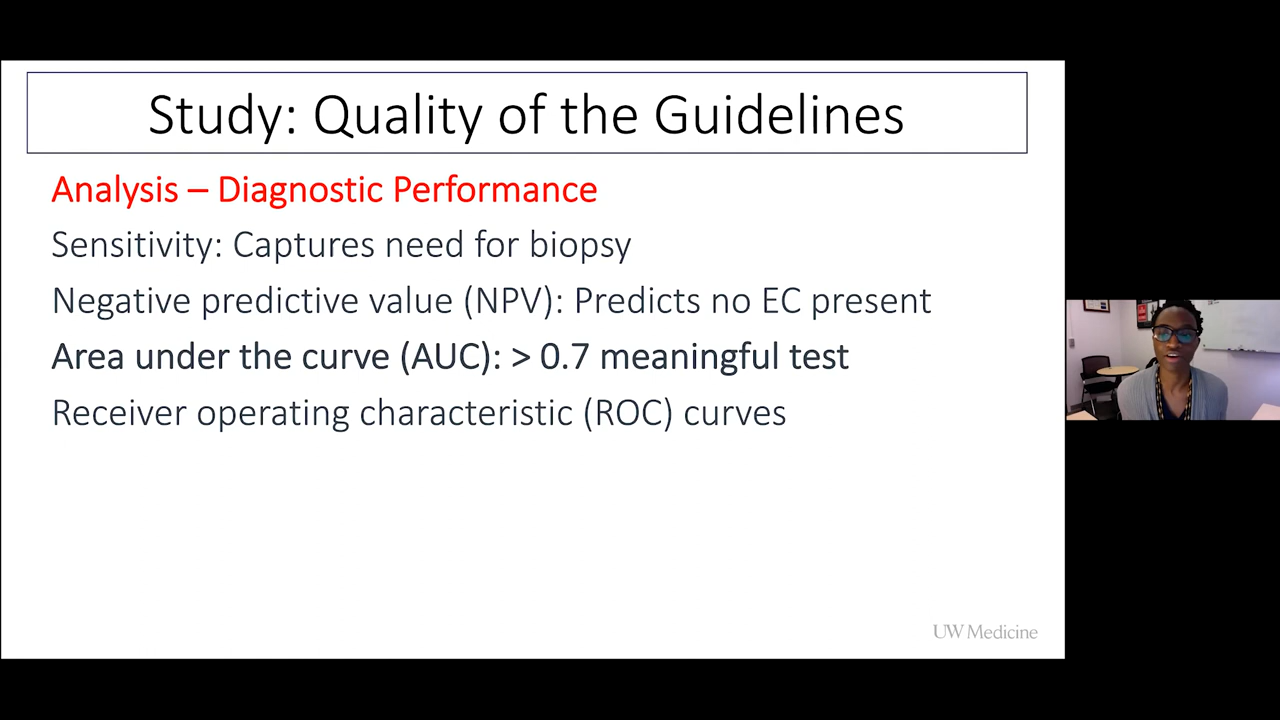 Study: Quality of the Guidelines
Analysis – Diagnostic Performance
Sensitivity: Captures need for biopsy
Negative predictive value (NPV): Predicts no EC present
Area under the curve (AUC): > 0.7 meaningful test
Receiver operating characteristic (ROC) curves
UW Medicine